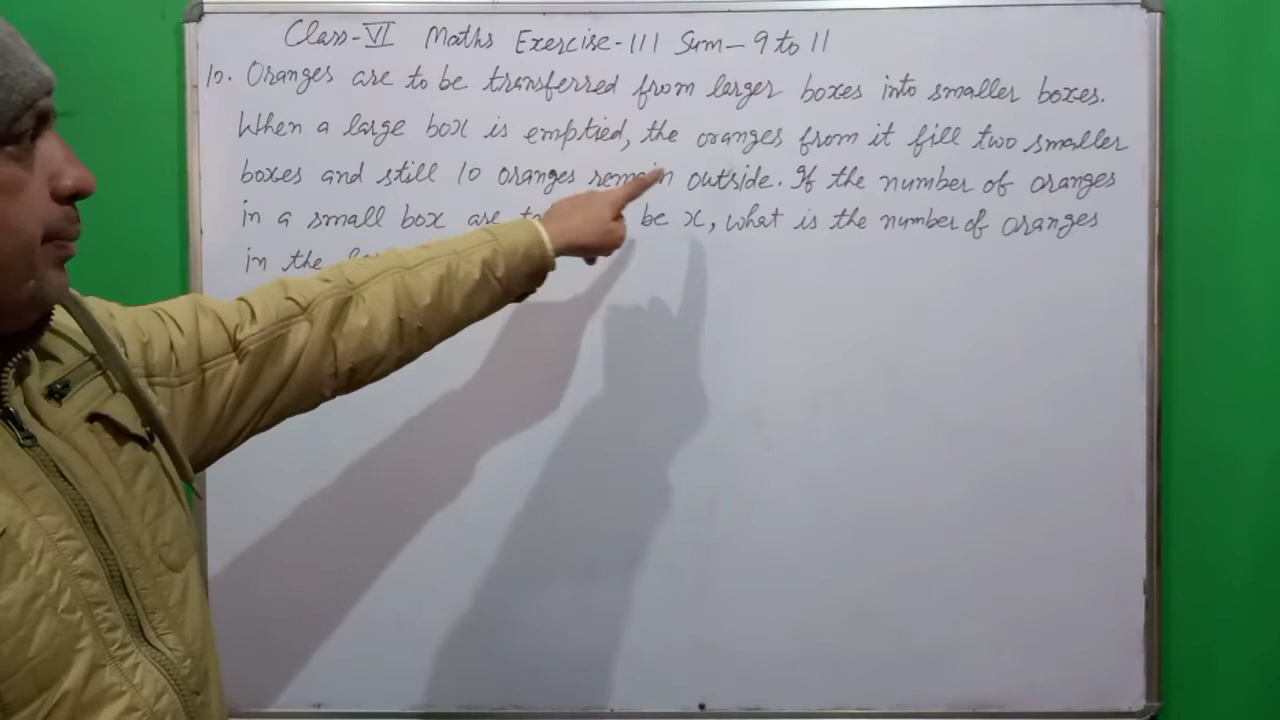 Class-VI Maths Exercise-111 Sum-9 to 11
10. Oranges are to be transferred from larger boxes into smaller boxes.
When a large box is emptied, the oranges from it fill two smaller
boxes and still 10 oranges remain outside. If the number of oranges
in a small box are be x, what is the number of oranges
in the